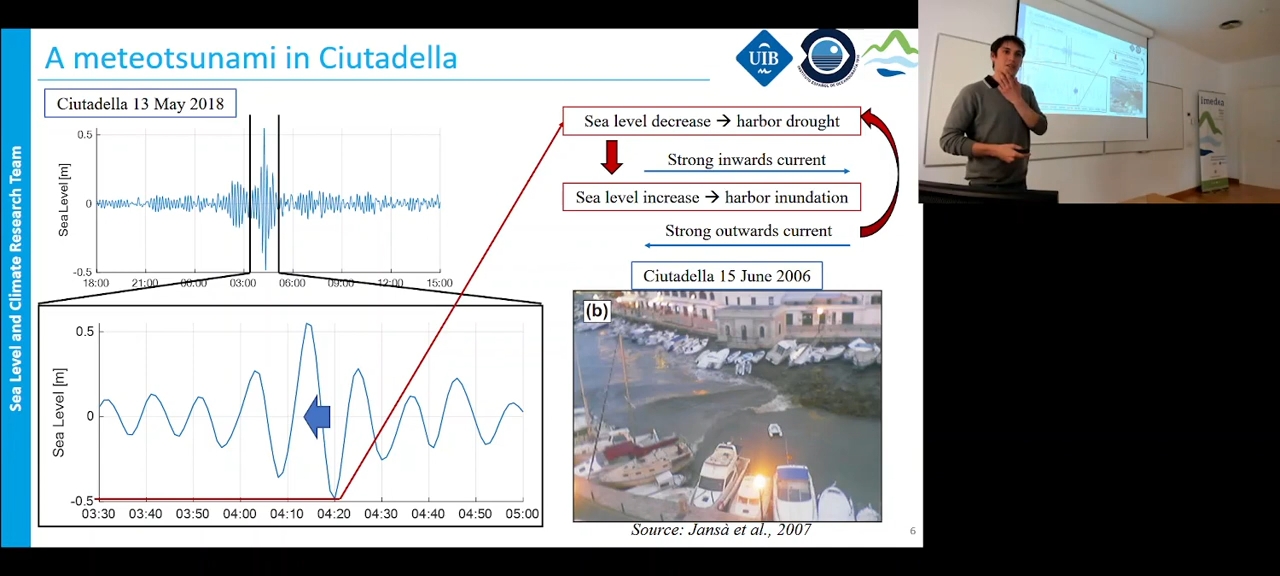 A meteotsunami in Ciutadella
UIB
Sea Level and Climate Research Team
Ciutadella 13 May 2018
Sea Level [m]
0.5
0
-0.5
18:00 21:00 00:00 03:00 06:00 09:00 12:00 15:00
Sea Level [m]
0.5
0
-0.5
03:30 03:40 03:50 04:00 04:10 04:20 04:30 04:40 04:50 05:00
Sea level decrease → harbor drought
Strong inwards current
Sea level increase → harbor inundation
Strong outwards current
Ciutadella 15 June 2006
(b)
Source: Jansà et al., 2007
6
imedea